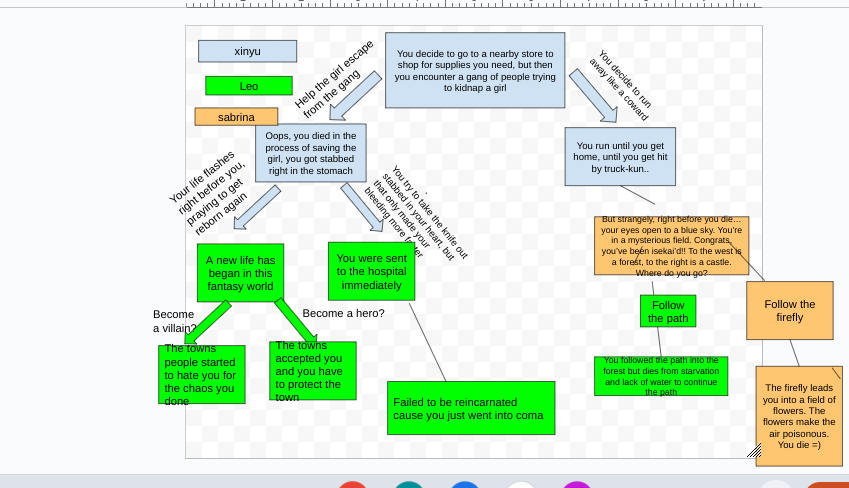 xinyu
Leo
sabrina
You decide to go to a nearby store to
shop for supplies you need, but then
you encounter a gang of people trying
to kidnap a girl
Help the girl escape
from the gang
You decide to run
away like a coward
Oops, you died in the
process of saving the
girl, you got stabbed
right in the stomach
You run until you get
home, until you get hit
by truck-kun..
Your life flashes
right before you,
praying to get
reborn again
You try to take the knife out
stabbed in your heart, but
that only made your
bleeding more faster
But strangely, right before you die…
your eyes open to a blue sky. You're
in a mysterious field. Congrats,
you've been isekai'd!! To the west is
a forest, to the right is a castle.
Where do you go?
A new life has
began in this
fantasy world
You were sent
to the hospital
immediately
Follow
the path
Follow the
firefly
Become
a villain?
Become a hero?
The towns
people started
to hate you for
the chaos you
done
The towns
accepted you
and you have
to protect the
town
You followed the path into the
forest but dies from starvation
and lack of water to continue
the path
Failed to be reincarnated
cause you just went into coma
The firefly leads
you into a field of
flowers. The
flowers make the
air poisonous.
You die =)